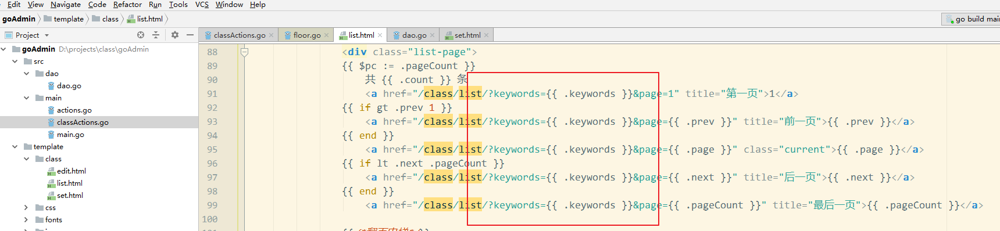 Edit View Navigate Code Refactor Run Tools VCS Window Help
goAdmin template class list.html go build main
Project classActions.go floor.go list.html dao.go set.html
goAdmin D:\projects\class\goAdmin
src
dao
dao.go
main
actions.go
classActions.go
main.go
template
class
edit.html
list.html
set.html
css
fonts
88 <div class="list-page">
89 {{ $pc := .pageCount }}
90 共 {{ .count }} 条
91 <a href="/class/list/?keywords={{ .keywords }}&page=1" title="第一页">1</a>
92 {{ if gt .prev 1 }}
93 <a href="/class/list/?keywords={{ .keywords }}&page={{ .prev }}" title="前一页">{{ .prev }}</a>
94 {{ end }}
95 <a href="/class/list/?keywords={{ .keywords }}&page={{ .page }}" class="current">{{ .page }}</a>
96 {{ if lt .next .pageCount }}
97 <a href="/class/list/?keywords={{ .keywords }}&page={{ .next }}" title="后一页">{{ .next }}</a>
98 {{ end }}
99 <a href="/class/list/?keywords={{ .keywords }}&page={{ .pageCount }}" title="最后一页">{{ .pageCount }}</a>
100